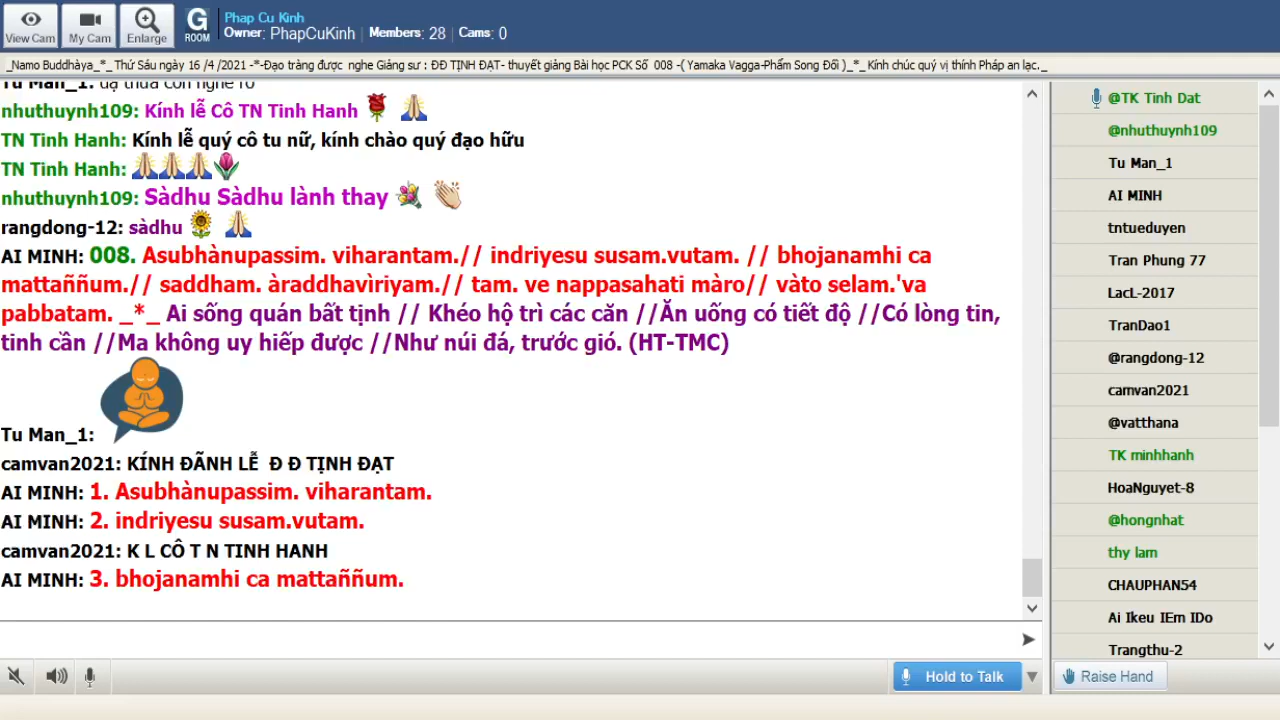 View Cam
My Cam
Enlarge
G
ROOM
Phap Cu Kinh
Owner: PhapCuKinh | Members: 28 | Cams: 0
_Namo Buddhàya_*_ Thứ Sáu ngày 16 /4 /2021 -*-Đạo tràng được nghe Giảng sư : ĐĐ TỊNH ĐẠT- thuyết giảng Bài học PCK Số 008 -( Yamaka Vagga-Phẩm Song Đối )_*_ Kính chúc quý vị thính Pháp an lạc._
Tu Man_1: dạ thưa con nghe rõ
nhuthuynh109: Kính lễ Cô TN Tinh Hanh
TN Tinh Hanh: Kính lễ quý cô tu nữ, kính chào quý đạo hữu
TN Tinh Hanh:
nhuthuynh109: Sàdhu Sàdhu lành thay
rangdong-12: sàdhu
AI MINH: 008. Asubhànupassim. viharantam.// indriyesu susam.vutam. // bhojanamhi ca
mattaññum.// saddham. àraddhavìriyam.// tam. ve nappasahati màro// vàto selam.'va
pabbatam. _*_ Ai sống quán bất tịnh // Khéo hộ trì các căn //Ăn uống có tiết độ //Có lòng tin,
tinh cần //Ma không uy hiếp được //Như núi đá, trước gió. (HT-TMC)
Tu Man_1:
camvan2021: KÍNH ĐÃNH LỄ Đ Đ TỊNH ĐẠT
AI MINH: 1. Asubhànupassim. viharantam.
AI MINH: 2. indriyesu susam.vutam.
camvan2021: K L CÔ T N TINH HANH
AI MINH: 3. bhojanamhi ca mattaññum.
Hold to Talk
@TK Tinh Dat
@nhuthuynh109
Tu Man_1
AI MINH
tntueduyen
Tran Phung 77
LacL-2017
TranDao1
@rangdong-12
camvan2021
@vatthana
TK minhhanh
HoaNguyet-8
@hongnhat
thy lam
CHAUPHAN54
Ai Ikeu IEm IDo
Trangthu-2
Raise Hand